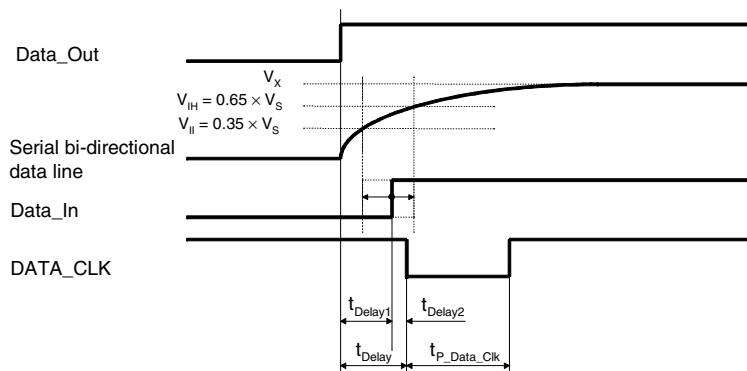 Data_Out
V_X
V_IH = 0.65 × V_S
V_Il = 0.35 × V_S
Serial bi-directional
data line
Data_In
DATA_CLK
t_Delay1
t_Delay2
t_Delay
t_P_Data_Clk